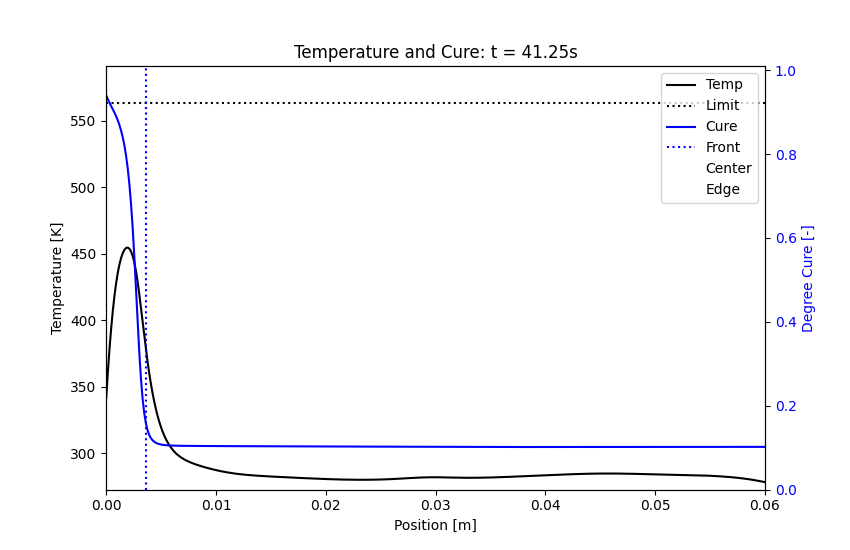 Temperature and Cure: t = 41.25s
Temp
Limit
Cure
Front
Center
Edge
Temperature [K]
550
500
450
400
350
300
1.0
0.8
0.6
0.4
0.2
0.0
Degree Cure [-]
0.00 0.01 0.02 0.03 0.04 0.05 0.06
Position [m]